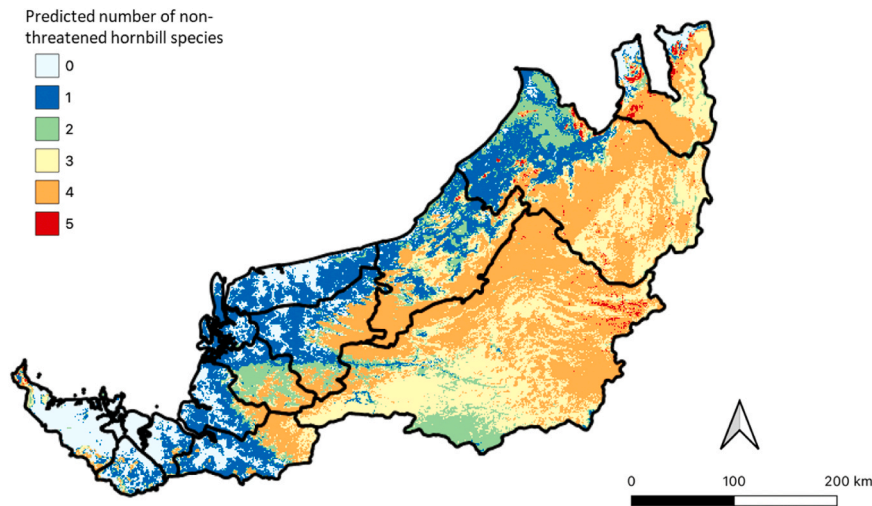 Predicted number of non-
threatened hornbill species
0
1
2
3
4
5
0 100 200 km